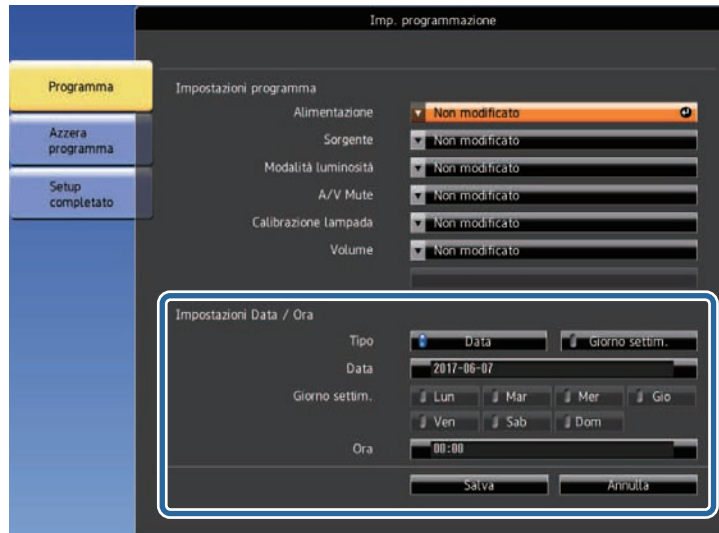 Imp. programmazione
Programma
Azzera
programma
Setup
completato
Impostazioni programma
Alimentazione Non modificato
Sorgente Non modificato
Modalità luminosità Non modificato
A/V Mute Non modificato
Calibrazione lampada Non modificato
Volume Non modificato
Impostazioni Data / Ora
Tipo Data Giorno settim.
Data 2017-06-07
Giorno settim. Lun Mar Mer Gio
Ven Sab Dom
Ora 00:00
Salva Annulla